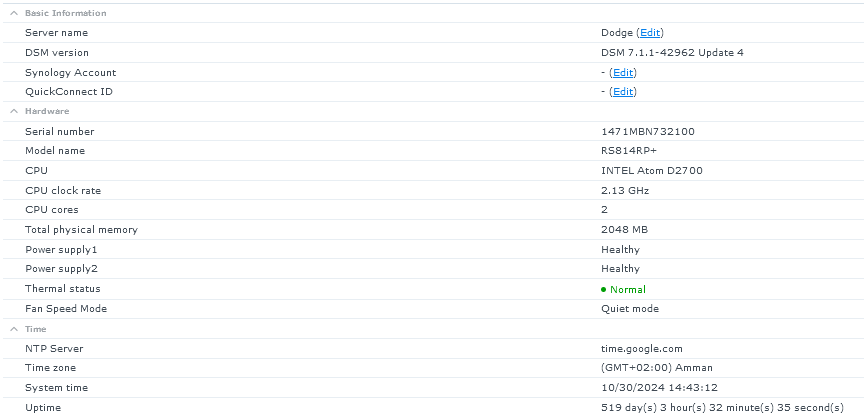 Basic Information
Server name Dodge (Edit)
DSM version DSM 7.1.1-42962 Update 4
Synology Account - (Edit)
QuickConnect ID - (Edit)
Hardware
Serial number 1471MBN732100
Model name RS814RP+
CPU INTEL Atom D2700
CPU clock rate 2.13 GHz
CPU cores 2
Total physical memory 2048 MB
Power supply1 Healthy
Power supply2 Healthy
Thermal status Normal
Fan Speed Mode Quiet mode
Time
NTP Server time.google.com
Time zone (GMT+02:00) Amman
System time 10/30/2024 14:43:12
Uptime 519 day(s) 3 hour(s) 32 minute(s) 35 second(s)